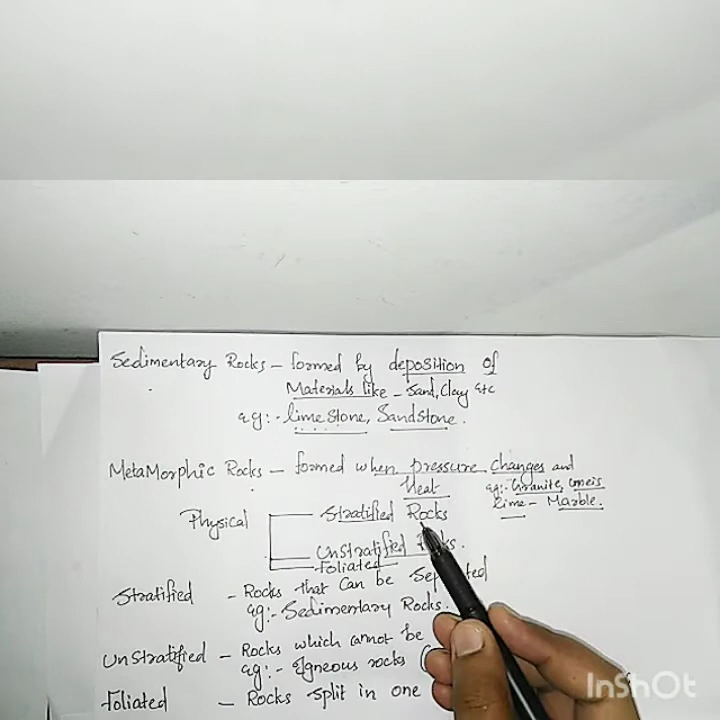 Sedimentary Rocks - formed by deposition of
Materials like - Sand, Clay etc
eg:- limestone, Sandstone.
MetaMorphic Rocks - formed when pressure changes and
Heat
eg:- Granite, Gneis
lime - Marble.
Physical
Stratified Rocks
Unstratified
Foliated
Stratified - Rocks that can be
eg:- Sedimentary Rocks.
Unstratified - Rocks which cannot be
eg:- Igneous rocks
Foliated - Rocks split in one
InShOt